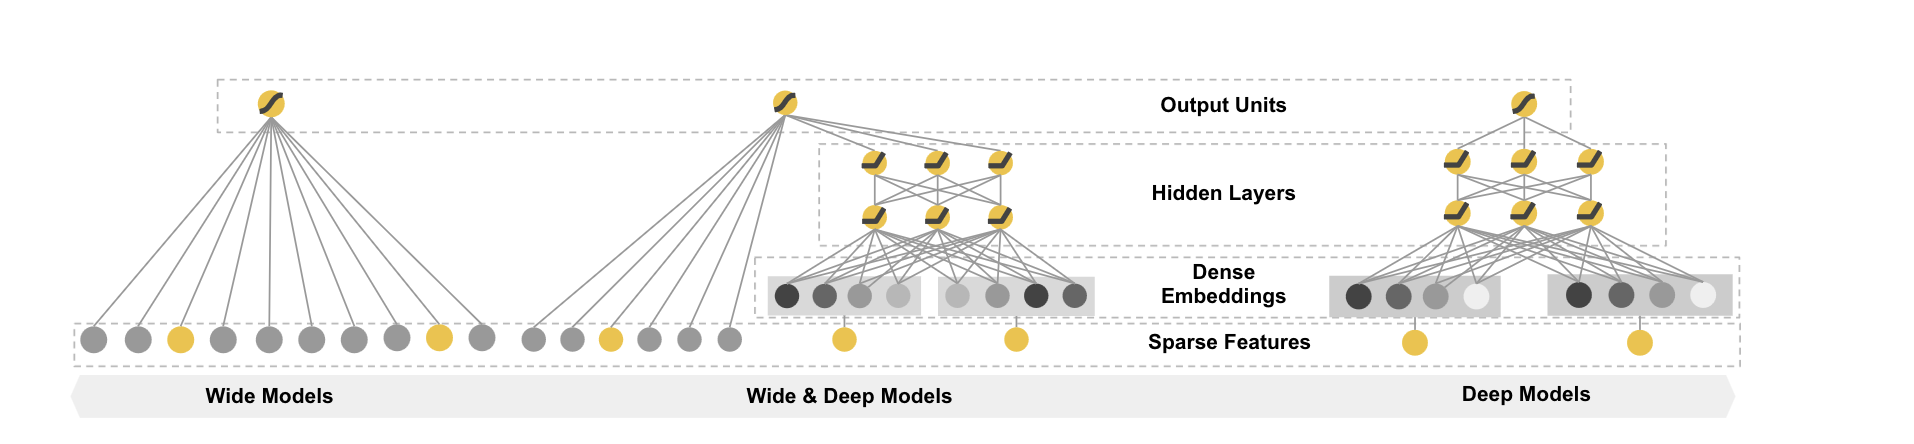 Output Units
Hidden Layers
Dense
Embeddings
Sparse Features
Wide Models
Wide & Deep Models
Deep Models